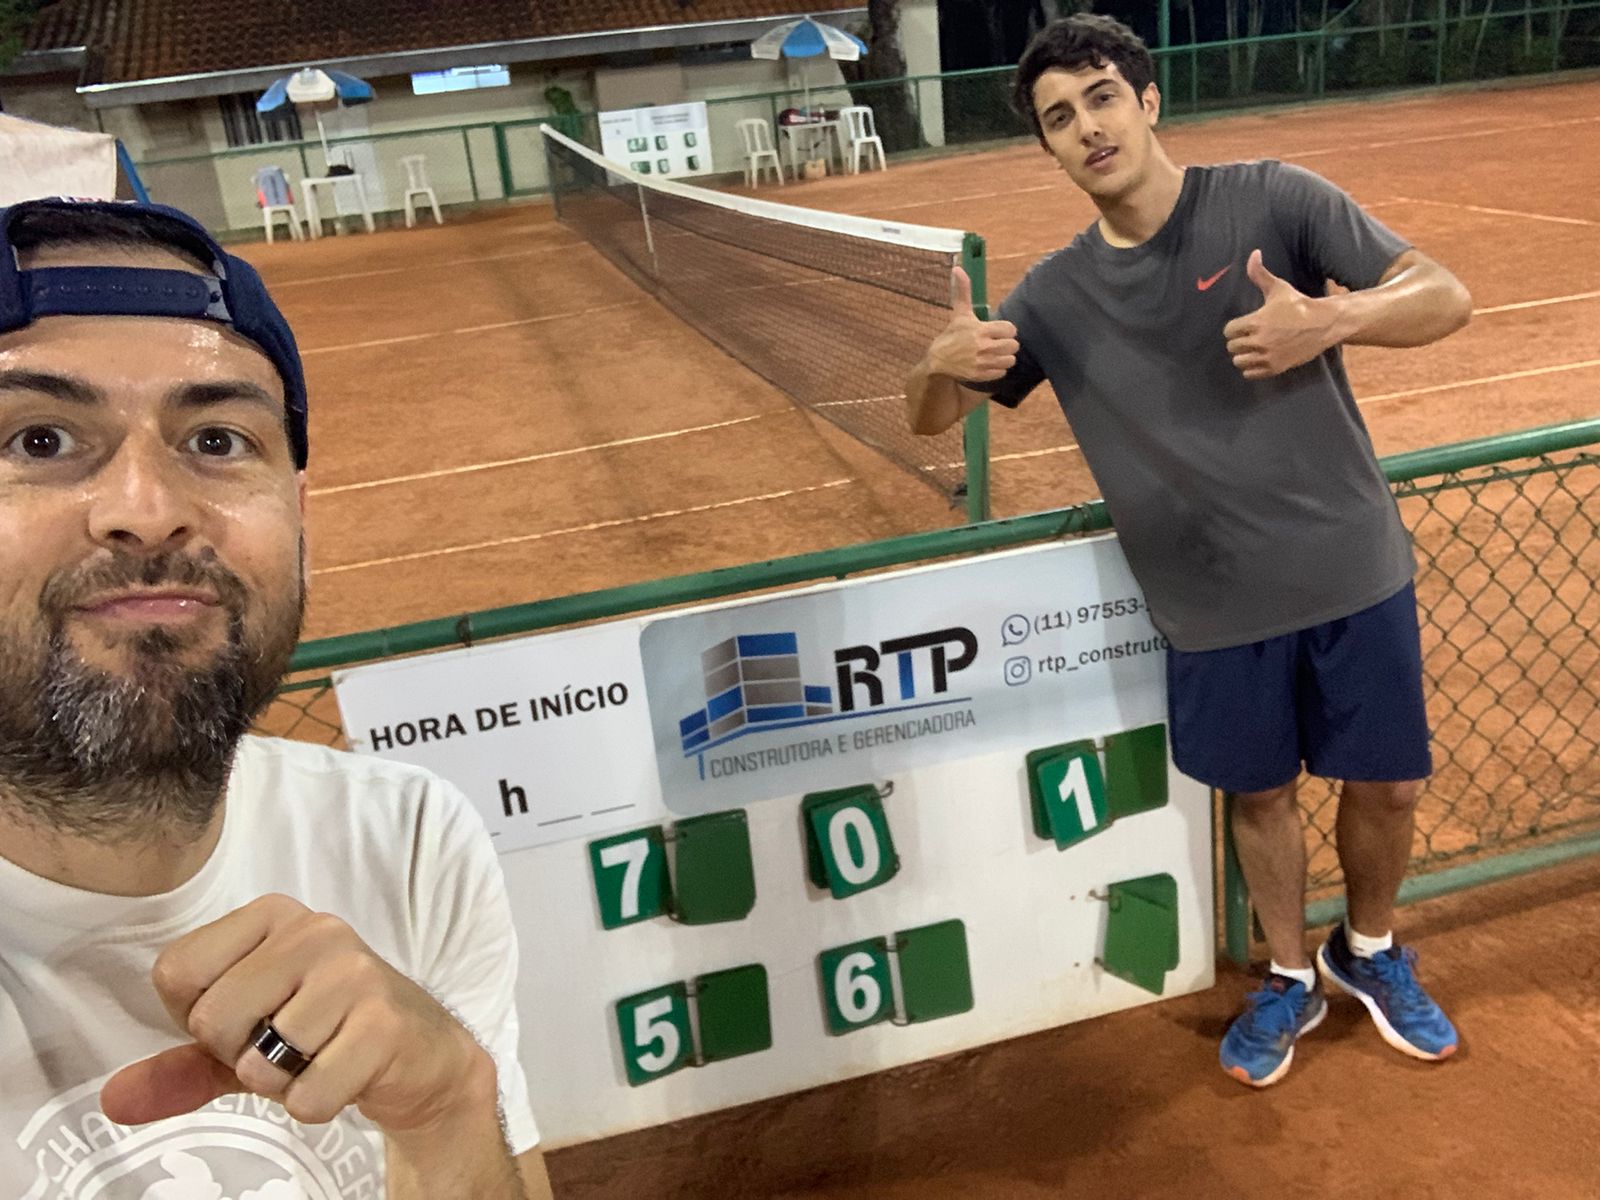 HORA DE INÍCIO
h
RTP
CONSTRUTORA E GERENCIADORA
(11) 97553-
rtp_construto
7 0 1
5 6